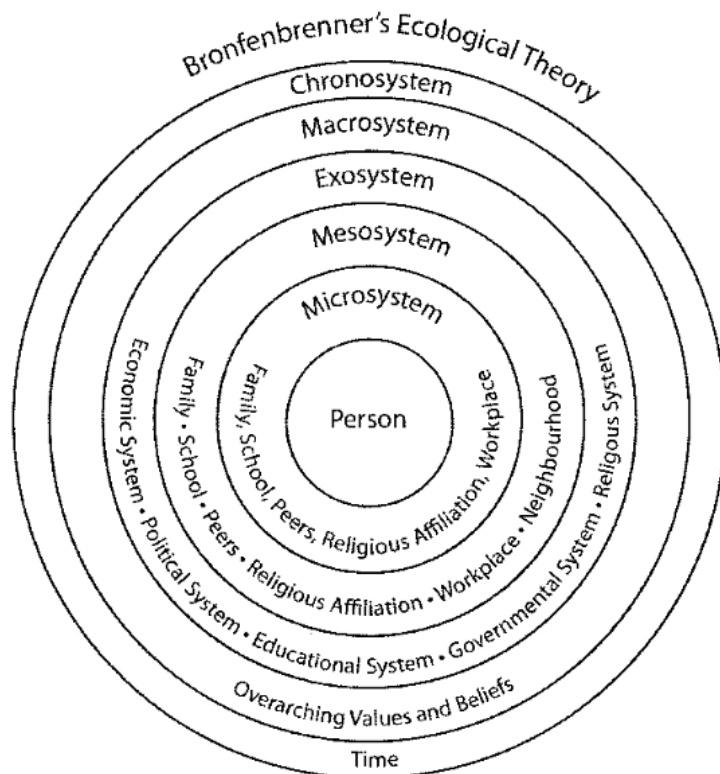 Bronfenbrenner's Ecological Theory
Chronosystem
Macrosystem
Exosystem
Mesosystem
Microsystem
Person
Family, School, Peers, Religious Affiliation, Workplace
Family • School • Peers • Religious Affiliation • Workplace • Neighbourhood
Economic System • Political System • Educational System • Governmental System • Religous System
Overarching Values and Beliefs
Time